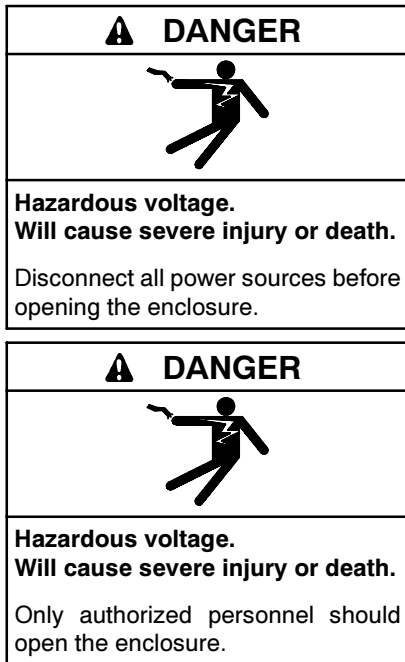 DANGER
Hazardous voltage.
Will cause severe injury or death.
Disconnect all power sources before
opening the enclosure.
DANGER
Hazardous voltage.
Will cause severe injury or death.
Only authorized personnel should
open the enclosure.